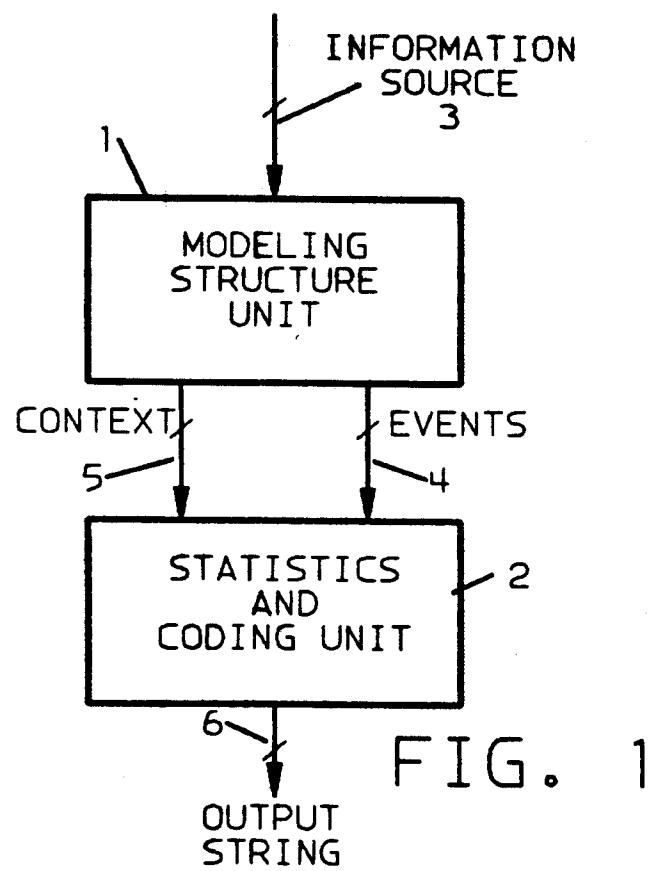 INFORMATION
SOURCE
3
1
MODELING
STRUCTURE
UNIT
CONTEXT
EVENTS
5
4
STATISTICS
AND
CODING UNIT
2
6
FIG. 1
OUTPUT
STRING